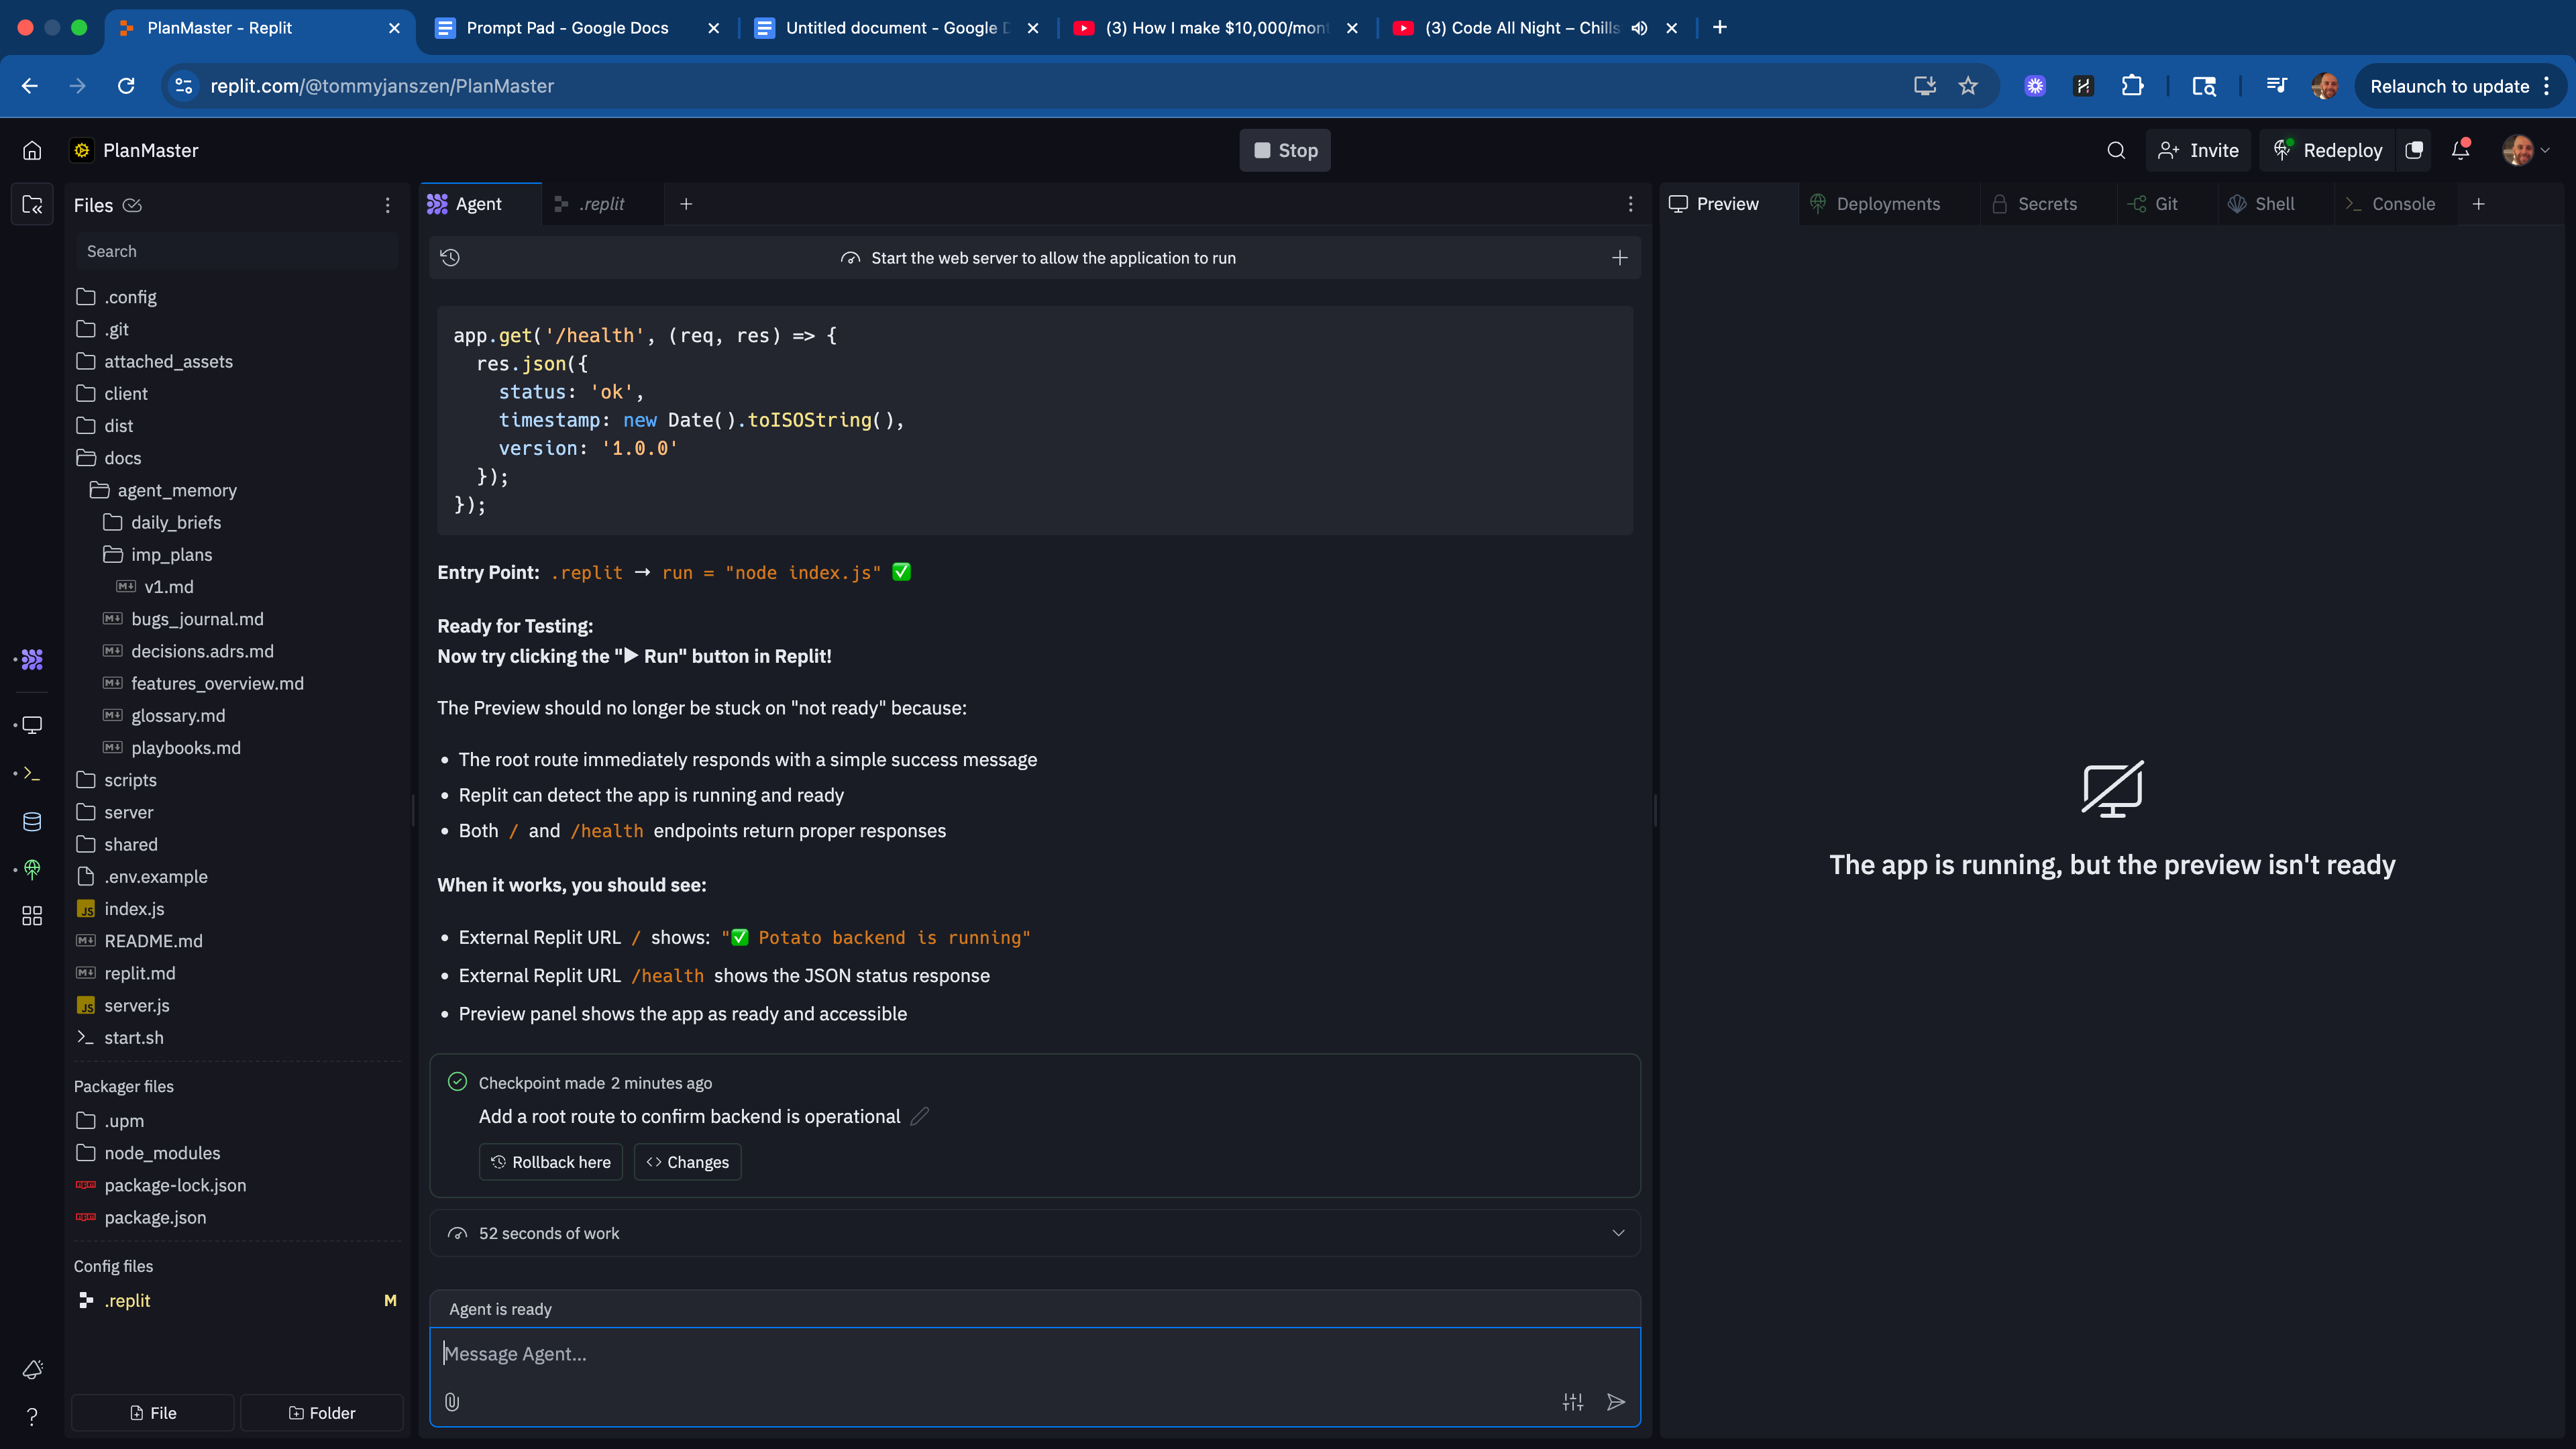 PlanMaster - Replit
Prompt Pad - Google Docs
Untitled document - Google D
(3) How I make $10,000/mont
(3) Code All Night – Chills
replit.com/@tommyjanszen/PlanMaster
Relaunch to update
PlanMaster
Stop
Invite
Redeploy
Files
Agent
.replit
Preview
Deployments
Secrets
Git
Shell
Console
Search
.config
.git
attached_assets
client
dist
docs
agent_memory
daily_briefs
imp_plans
v1.md
bugs_journal.md
decisions.adrs.md
features_overview.md
glossary.md
playbooks.md
scripts
server
shared
.env.example
index.js
README.md
replit.md
server.js
start.sh
Packager files
.upm
node_modules
package-lock.json
package.json
Config files
.replit M
File
Folder
Start the web server to allow the application to run
app.get('/health', (req, res) => {
res.json({
status: 'ok',
timestamp: new Date().toISOString(),
version: '1.0.0'
});
});
Entry Point: .replit → run = "node index.js" ✅
Ready for Testing:
Now try clicking the "▶ Run" button in Replit!
The Preview should no longer be stuck on "not ready" because:
• The root route immediately responds with a simple success message
• Replit can detect the app is running and ready
• Both / and /health endpoints return proper responses
When it works, you should see:
• External Replit URL / shows: "✅ Potato backend is running"
• External Replit URL /health shows the JSON status response
• Preview panel shows the app as ready and accessible
Checkpoint made 2 minutes ago
Add a root route to confirm backend is operational
Rollback here
Changes
52 seconds of work
Agent is ready
Message Agent...
The app is running, but the preview isn't ready